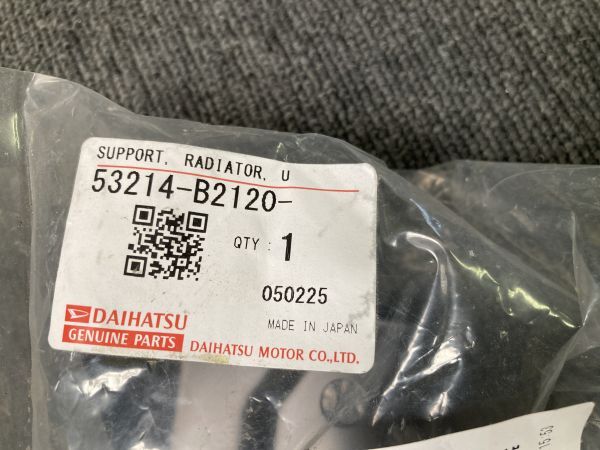 SUPPORT, RADIATOR, U
53214-B2120-
QTY : 1
050225
MADE IN JAPAN
DAIHATSU
GENUINE PARTS
DAIHATSU MOTOR CO.,LTD.